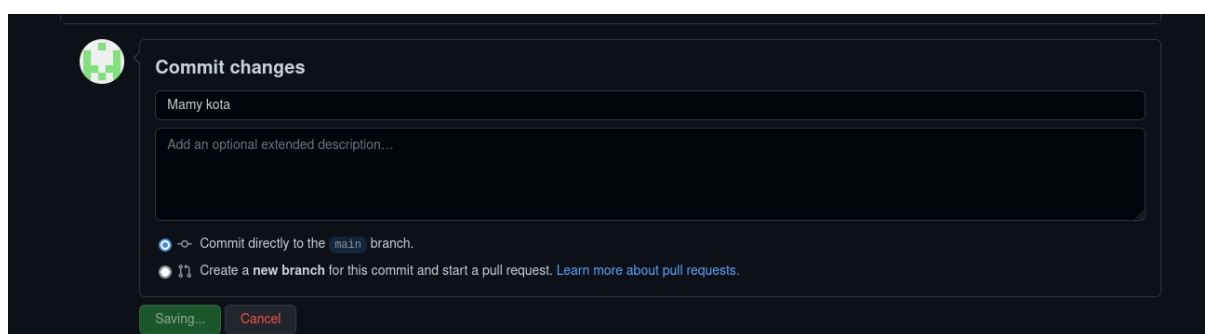 Commit changes
Mamy kota
Add an optional extended description…
Commit directly to the main branch.
Create a new branch for this commit and start a pull request. Learn more about pull requests.
Saving... Cancel